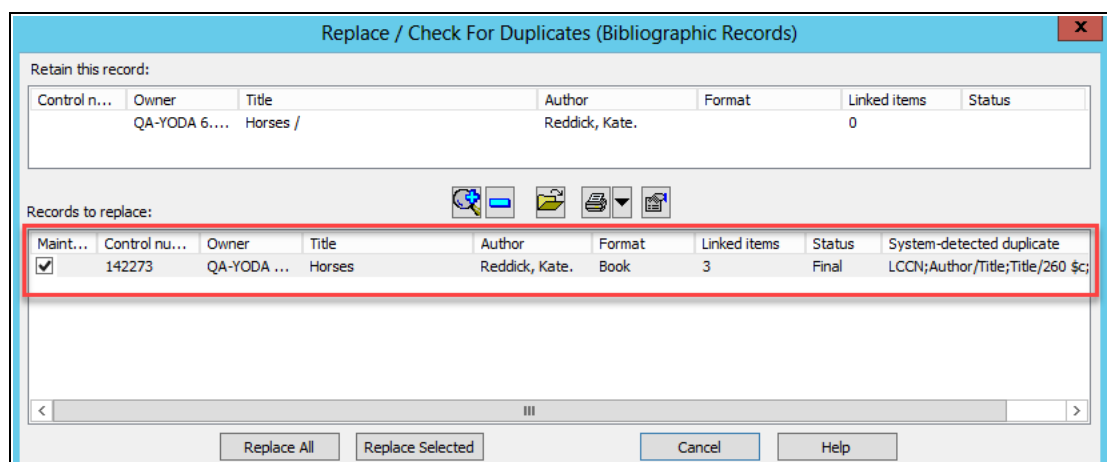 Replace / Check For Duplicates (Bibliographic Records)
x
Retain this record:
Control n... Owner Title Author Format Linked items Status
QA-YODA 6.... Horses / Reddick, Kate. 0
Records to replace:
Maint... Control nu... Owner Title Author Format Linked items Status System-detected duplicate
142273 QA-YODA ... Horses Reddick, Kate. Book 3 Final LCCN;Author/Title;Title/260 $c;
Replace All Replace Selected Cancel Help